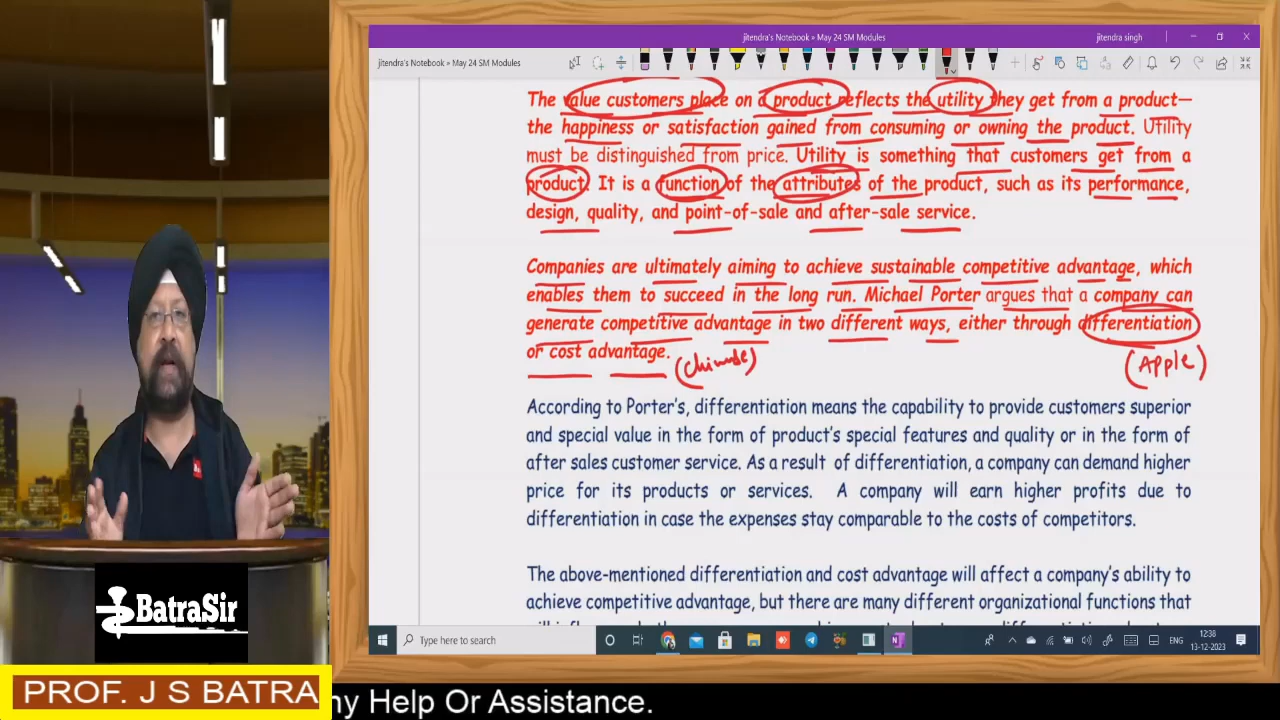 jitendra's Notebook » May 24 SM Modules
jitendra singh
jitendra's Notebook » May 24 SM Modules
The value customers place on a product reflects the utility they get from a product—
the happiness or satisfaction gained from consuming or owning the product. Utility
must be distinguished from price. Utility is something that customers get from a
product. It is a function of the attributes of the product, such as its performance,
design, quality, and point-of-sale and after-sale service.
Companies are ultimately aiming to achieve sustainable competitive advantage, which
enables them to succeed in the long run. Michael Porter argues that a company can
generate competitive advantage in two different ways, either through differentiation
or cost advantage.
(Chinese)
(Apple)
According to Porter's, differentiation means the capability to provide customers superior
and special value in the form of product's special features and quality or in the form of
after sales customer service. As a result of differentiation, a company can demand higher
price for its products or services. A company will earn higher profits due to
differentiation in case the expenses stay comparable to the costs of competitors.
The above-mentioned differentiation and cost advantage will affect a company's ability to
achieve competitive advantage, but there are many different organizational functions that
BatraSir
Type here to search
ENG
12:38
13-12-2023
PROF. J S BATRA
ny Help Or Assistance.